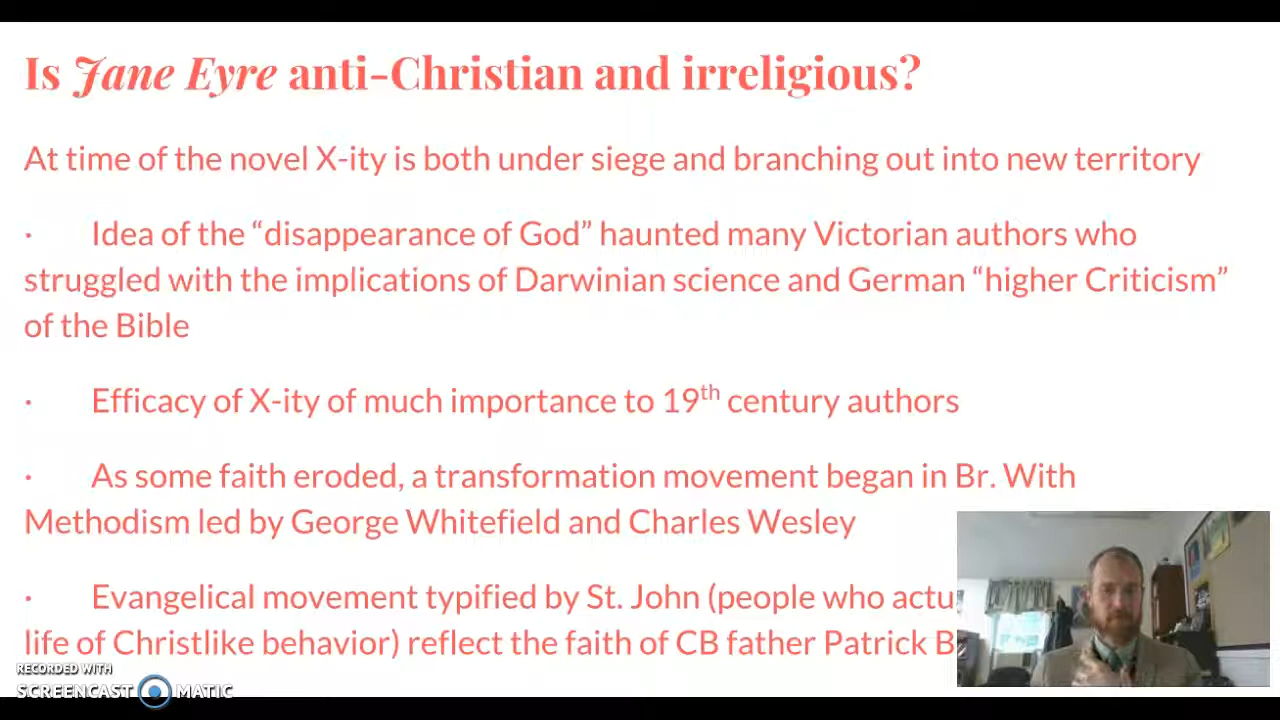 Is Jane Eyre anti-Christian and irreligious?
At time of the novel X-ity is both under siege and branching out into new territory
· Idea of the “disappearance of God” haunted many Victorian authors who
struggled with the implications of Darwinian science and German “higher Criticism”
of the Bible
· Efficacy of X-ity of much importance to 19th century authors
· As some faith eroded, a transformation movement began in Br. With
Methodism led by George Whitefield and Charles Wesley
· Evangelical movement typified by St. John (people who actu
life of Christlike behavior) reflect the faith of CB father Patrick B
RECORDED WITH
SCREENCAST MATIC